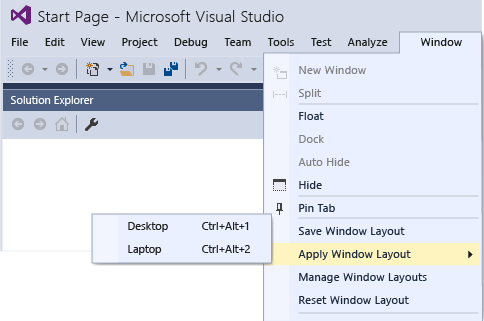 Start Page - Microsoft Visual Studio
File Edit View Project Debug Team Tools Test Analyze Window
Solution Explorer
New Window
Split
Float
Dock
Auto Hide
Hide
Pin Tab
Save Window Layout
Apply Window Layout
Desktop Ctrl+Alt+1
Laptop Ctrl+Alt+2
Manage Window Layouts
Reset Window Layout